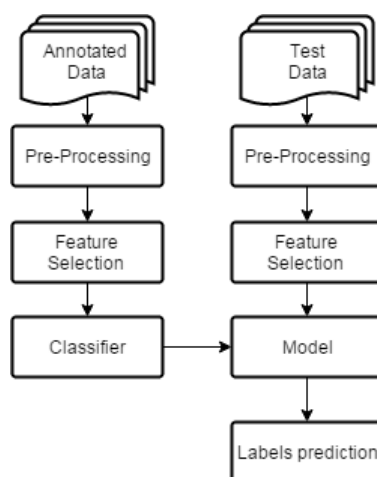 Annotated
Data
Test
Data
Pre-Processing
Pre-Processing
Feature
Selection
Feature
Selection
Classifier
Model
Labels prediction